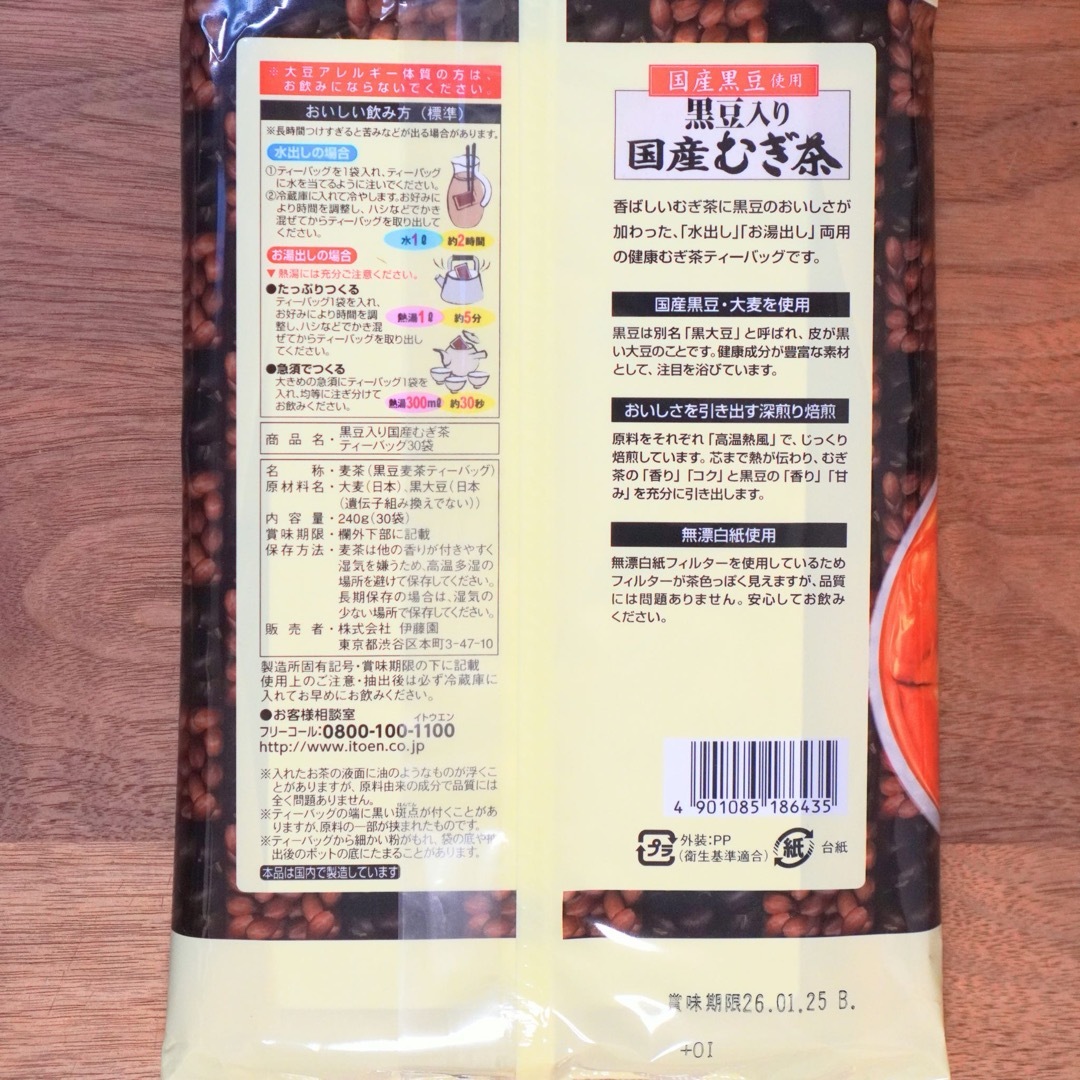 ※大豆アレルギー体質の方は、
お飲みにならないでください。
おいしい飲み方(標準)
※長時間つけすぎると苦みなどが出る場合があります。
水出しの場合
①ティーバッグを1袋入れ、ティーバッグ
に水を当てるように注いでください。
②冷蔵庫に入れて冷やします。お好みに
より時間を調整し、ハシなどでかき
混ぜてからティーバッグを取り出して
ください。
水1ℓ 約2時間
お湯出しの場合
▼熱湯には充分ご注意ください。
●たっぷりつくる
ティーバッグ1袋を入れ、
お好みにより時間を調
整し、ハシなどでかき混
ぜてからティーバッグを取り出し
てください。
熱湯1ℓ 約5分
●急須でつくる
大きめの急須にティーバッグ1袋を
入れ、均等に注ぎ分けて
お飲みください。
熱湯300mℓ 約30秒
商品名・黒豆入り国産むぎ茶
ティーバッグ30袋
名称・麦茶(黒豆麦茶ティーバッグ)
原材料名・大麦(日本)、黒大豆(日本
(遺伝子組み換えでない))
内容量・240g(30袋)
賞味期限・欄外下部に記載
保存方法・麦茶は他の香りが付きやすく
湿気を嫌うため、高温多湿の
場所を避けて保存してください。
長期保存の場合は、湿気の
少ない場所で保存してください。
販売者・株式会社 伊藤園
東京都渋谷区本町3-47-10
製造所固有記号・賞味期限の下に記載
使用上のご注意・抽出後は必ず冷蔵庫に
入れてお早めにお飲みください。
●お客様相談室
イトウエン
フリーコール:0800-100-1100
http://www.itoen.co.jp
※入れたお茶の液面に油のようなものが浮くこ
とがありますが、原料由来の成分で品質には
全く問題ありません。
※ティーバッグの端に黒い斑点が付くことがあ
りますが、原料の一部が挟まれたものです。
※ティーバッグから細かい粉がもれ、袋の底や抽
出後のポットの底にたまることがあります。
本品は国内で製造しています
国産黒豆使用
黒豆入り
国産むぎ茶
香ばしいむぎ茶に黒豆のおいしさが
加わった、「水出し」「お湯出し」両用
の健康むぎ茶ティーバッグです。
国産黒豆・大麦を使用
黒豆は別名「黒大豆」と呼ばれ、皮が黒
い大豆のことです。健康成分が豊富な素材
として、注目を浴びています。
おいしさを引き出す深煎り焙煎
原料をそれぞれ「高温熱風」で、じっくり
焙煎しています。芯まで熱が伝わり、むぎ
茶の「香り」「コク」と黒豆の「香り」「甘
み」を充分に引き出します。
無漂白紙使用
無漂白紙フィルターを使用しているため
フィルターが茶色っぽく見えますが、品質
には問題ありません。安心してお飲み
ください。
4 901085 186435
プラ 外装:PP
(衛生基準適合)
紙 台紙
賞味期限26.01.25 B.
+OI